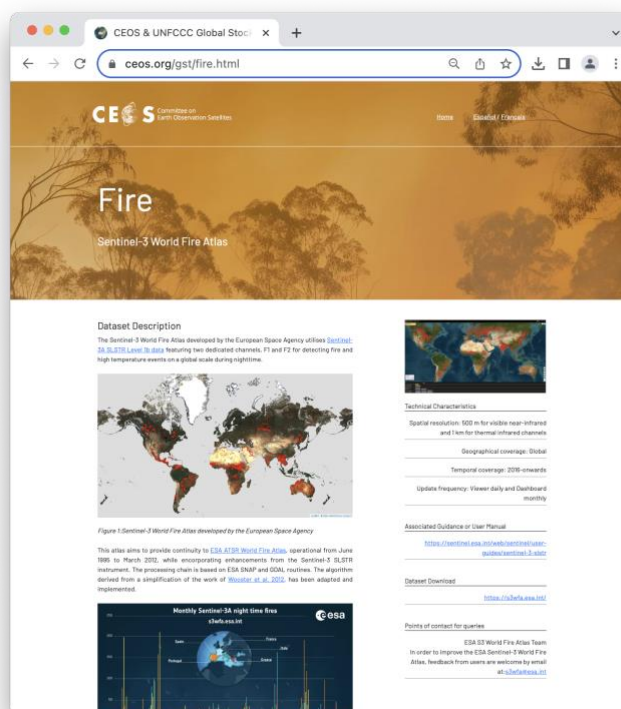 CEOS & UNFCCC Global Stoc
ceos.org/gst/fire.html
CEOS Committee on
Earth Observation Satellites
Home
Español / Français
Fire
Sentinel-3 World Fire Atlas
Dataset Description
The Sentinel-3 World Fire Atlas developed by the European Space Agency utilises Sentinel-
3A SLSTR Level 1b data featuring two dedicated channels, F1 and F2 for detecting fire and
high temperature events on a global scale during nighttime.
Figure 1:Sentinel-3 World Fire Atlas developed by the European Space Agency
This atlas aims to provide continuity to ESA ATSR World Fire Atlas, operational from June
1995 to March 2012, while encorporating enhancements from the Sentinel-3 SLSTR
instrument. The processing chain is based on ESA SNAP and GDAL routines. The algorithm
derived from a simplification of the work of Wooster et al. 2012, has been adapted and
implemented.
Monthly Sentinel-3A night time fires
s3wfa.esa.int
esa
Spain
France
Italy
Portugal
Greece
Technical Characteristics
Spatial resolution: 500 m for visible near-infrared
and 1 km for thermal infrared channels
Geographical coverage: Global
Temporal coverage: 2016-onwards
Update frequency: Viewer daily and Dashboard
monthly
Associated Guidance or User Manual
https://sentinel.esa.int/web/sentinel/user-
guides/sentinel-3-slstr
Dataset Download
https://s3wfa.esa.int/
Points of contact for queries
ESA S3 World Fire Atlas Team
In order to improve the ESA Sentinel-3 World Fire
Atlas, feedback from users are welcome by email
at:s3wfa@esa.int